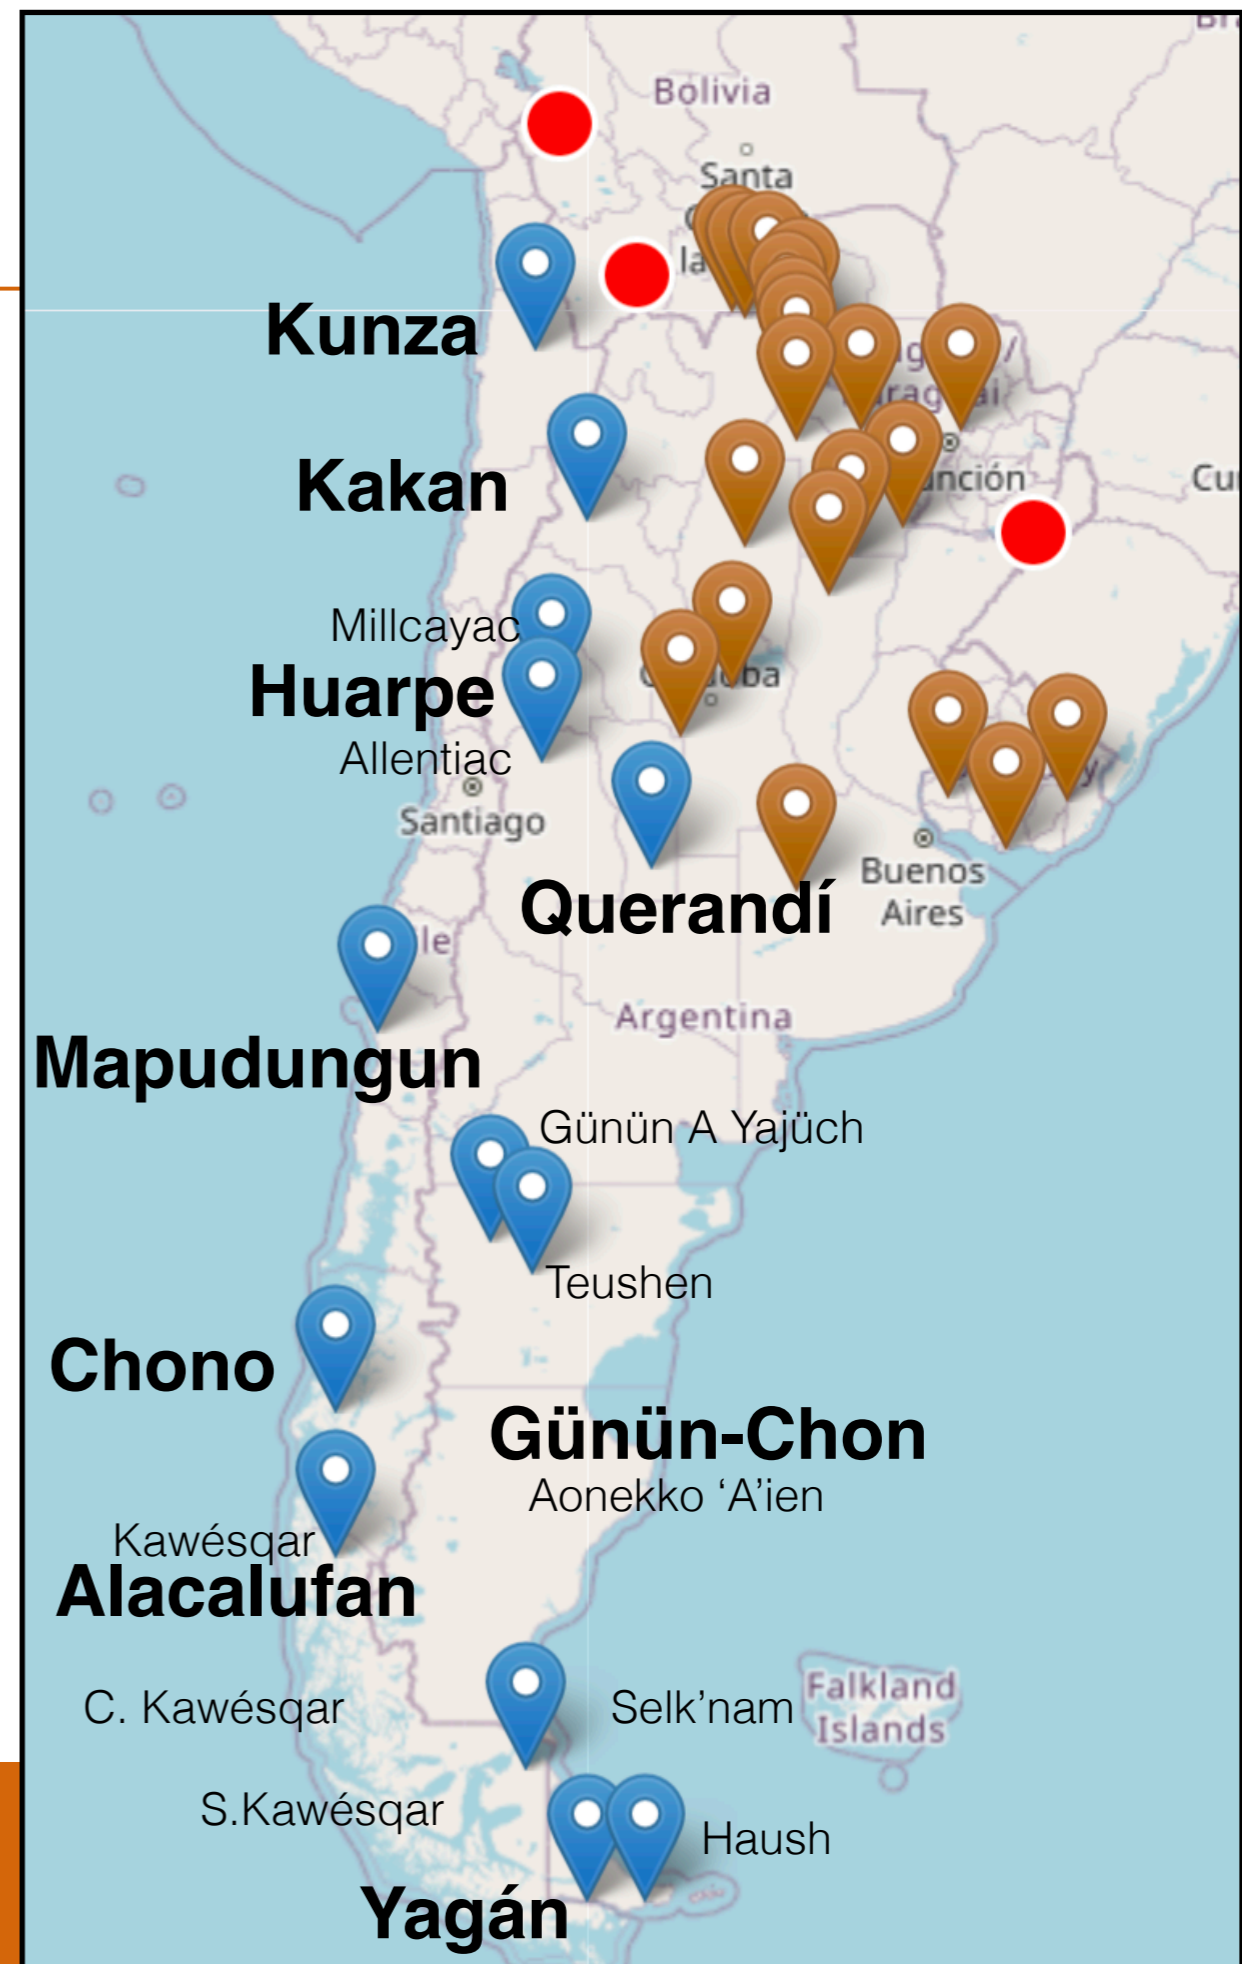 Bolivia
Santa
la
Kunza
Kakan
Millcayac
Huarpe
Allentiac
Santiago
Querandí
Buenos
Aires
Argentina
Mapudungun
Günün A Yajüch
Teushen
Chono
Günün-Chon
Aonekko ‘A’ien
Kawésqar
Alacalufan
C. Kawésqar
Selk’nam
Falkland
Islands
S.Kawésqar
Haush
Yagán